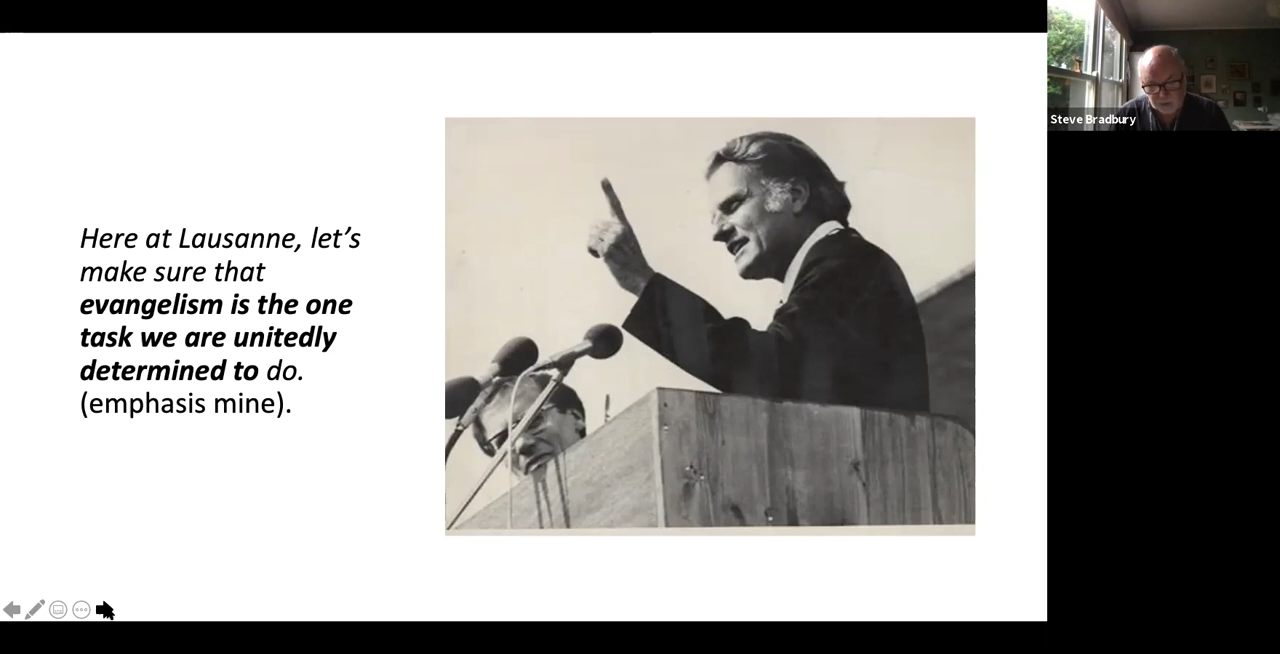 Here at Lausanne, let’s
make sure that
evangelism is the one
task we are unitedly
determined to do.
(emphasis mine).
Steve Bradbury